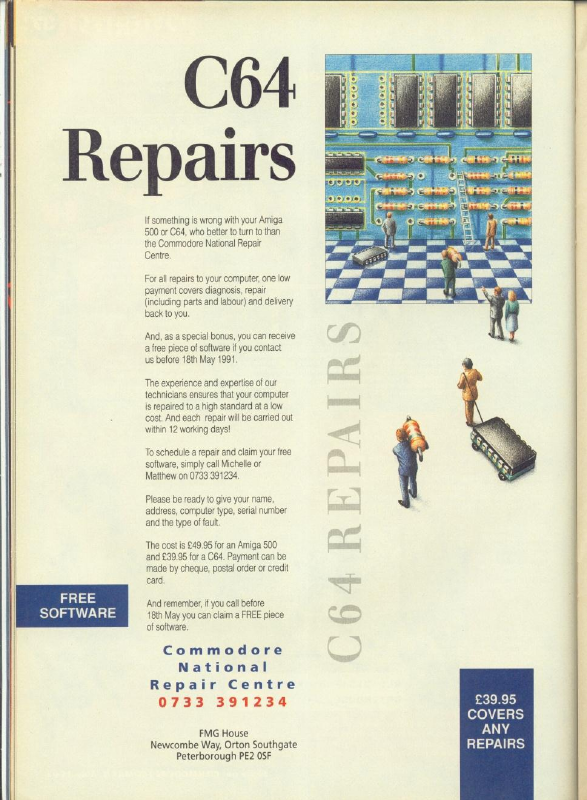 C64
Repairs
If something is wrong with your Amiga
500 or C64, who better to turn to than
the Commodore National Repair
Centre.
For all repairs to your computer, one low
payment covers diagnosis, repair
(including parts and labour) and delivery
back to you.
And, as a special bonus, you can receive
a free piece of software if you contact
us before 18th May 1991.
The experience and expertise of our
technicians ensures that your computer
is repaired to a high standard at a low
cost. And each repair will be carried out
within 12 working days!
To schedule a repair and claim your free
software, simply call Michelle or
Matthew on 0733 391234.
Please be ready to give your name,
address, computer type, serial number
and the type of fault.
The cost is £49.95 for an Amiga 500
and £39.95 for a C64. Payment can be
made by cheque, postal order or credit
card.
And remember, if you call before
18th May you can claim a FREE piece
of software.
FREE
SOFTWARE
Commodore
National
Repair Centre
0733 391234
FMG House
Newcombe Way, Orton Southgate
Peterborough PE2 0SF
C64 REPAIRS
£39.95
COVERS
ANY
REPAIRS